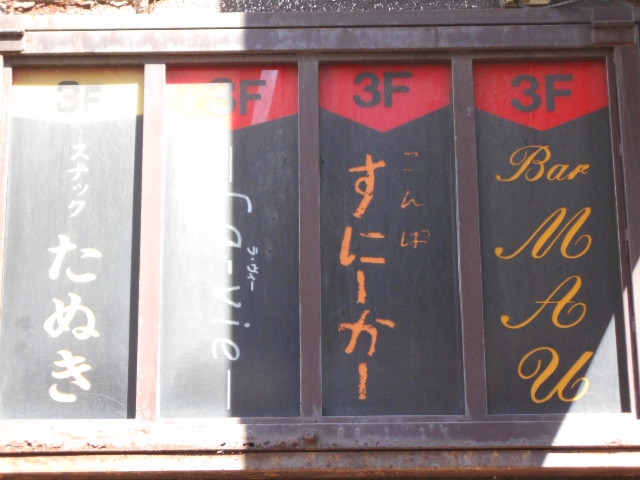 3F
スナック
たぬき
3F
la-vie
ラ・ヴィー
3F
こんぱ
すにーかー
3F
Bar
MAU